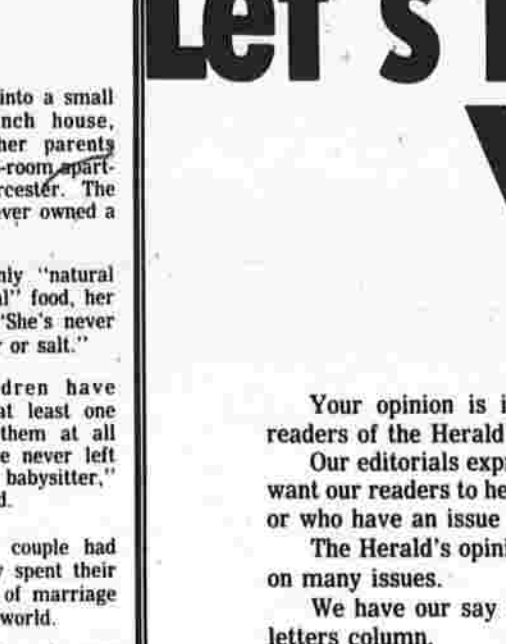 into a small
nch house,
her parents
-room apart-
rcester. The
ever owned a
nly "natural
al" food, her
"She's never
r or salt."
dren have
at least one
them at all
e never left
babysitter,"
d.
couple had
y spent their
of marriage
world.
Let's
Your opinion is i
readers of the Herald
Our editorials expr
want our readers to he
or who have an issue
The Herald's opini
on many issues.
We have our say
letters column.